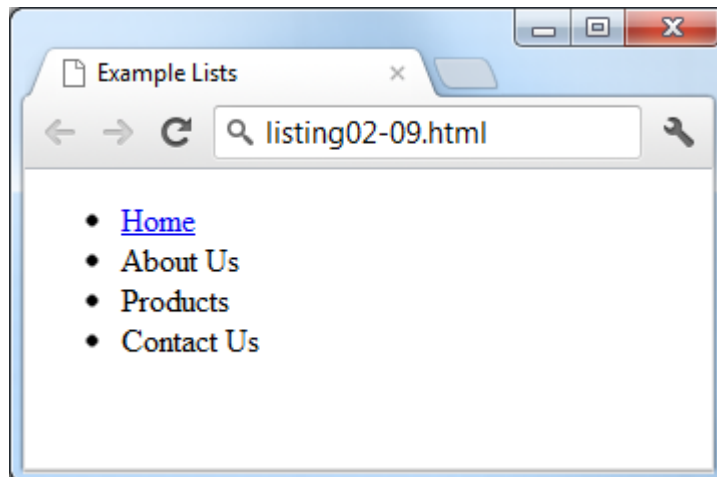 Example Lists
listing02-09.html
Home
About Us
Products
Contact Us